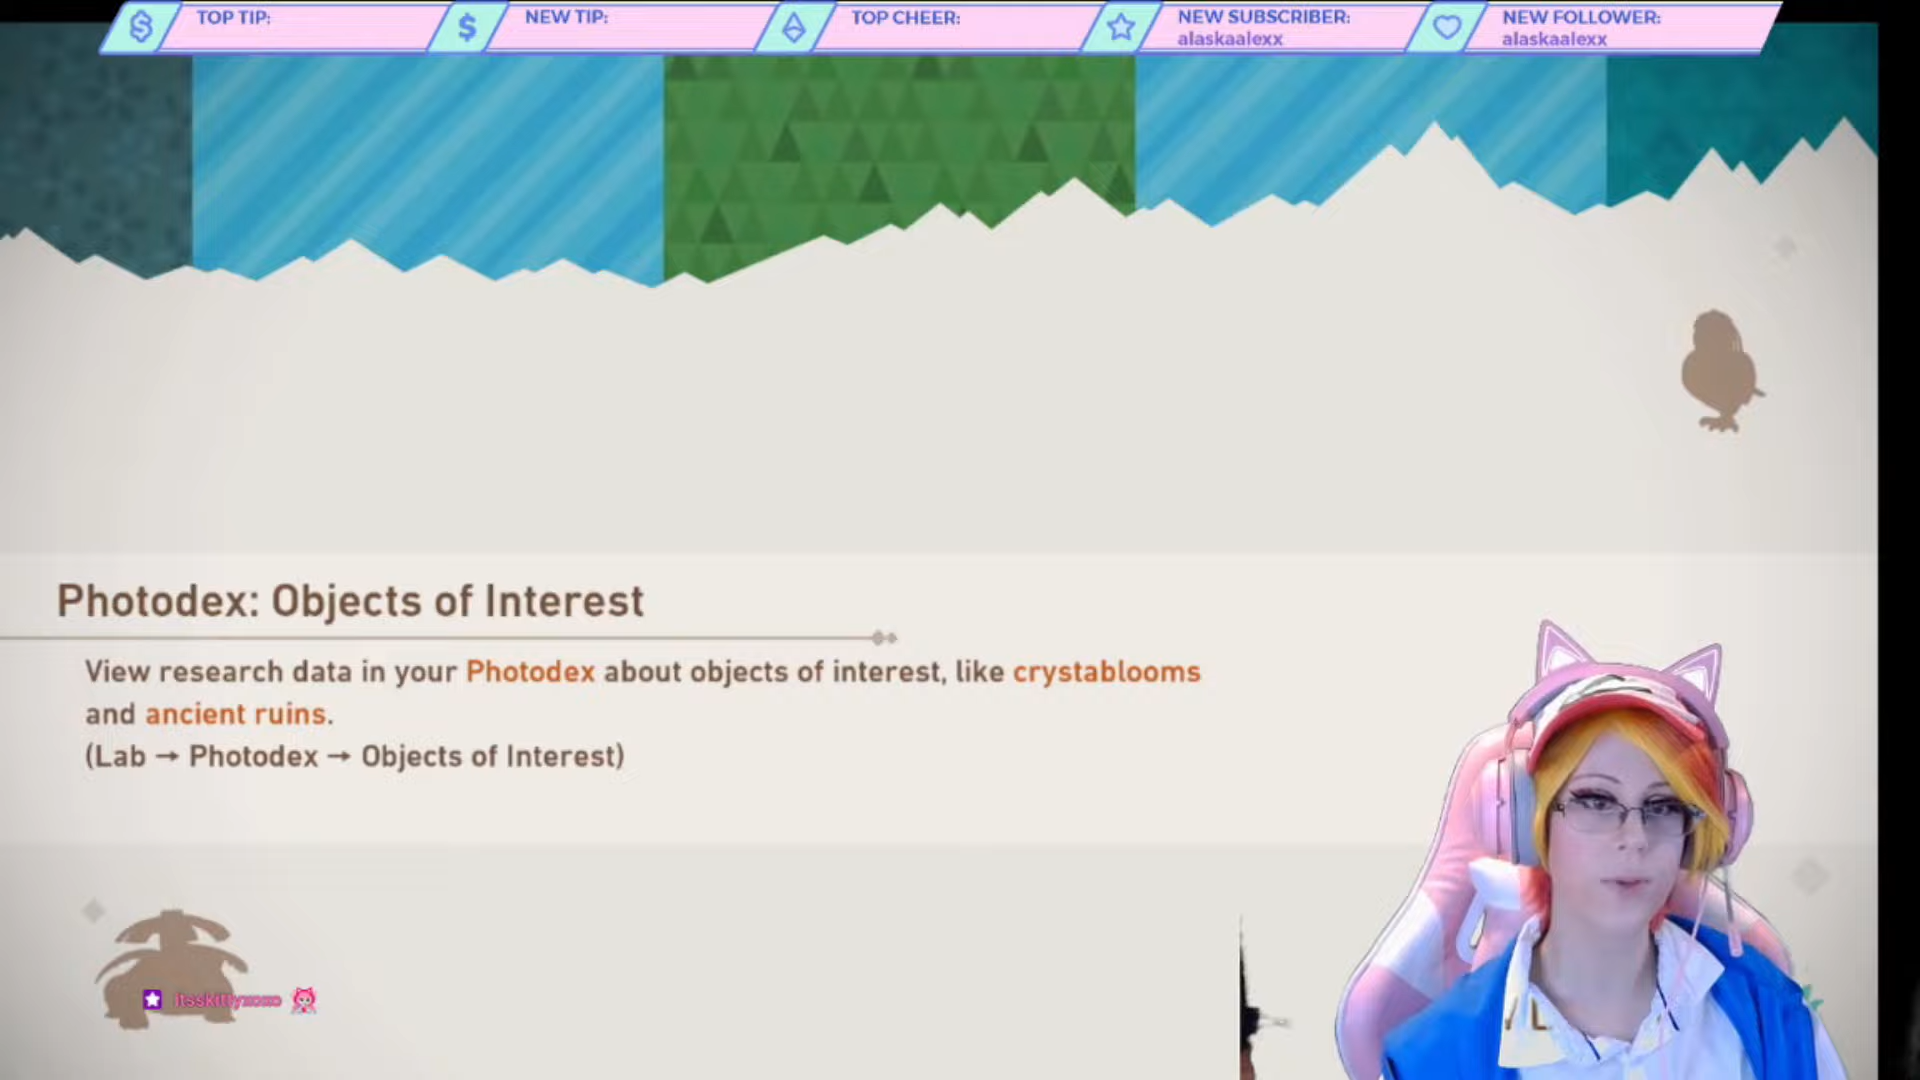 TOP TIP:
NEW TIP:
TOP CHEER:
NEW SUBSCRIBER:
alaskaalexx
NEW FOLLOWER:
alaskaalexx
Photodex: Objects of Interest
View research data in your Photodex about objects of interest, like crystablooms
and ancient ruins.
(Lab → Photodex → Objects of Interest)
itsskittyxoxo